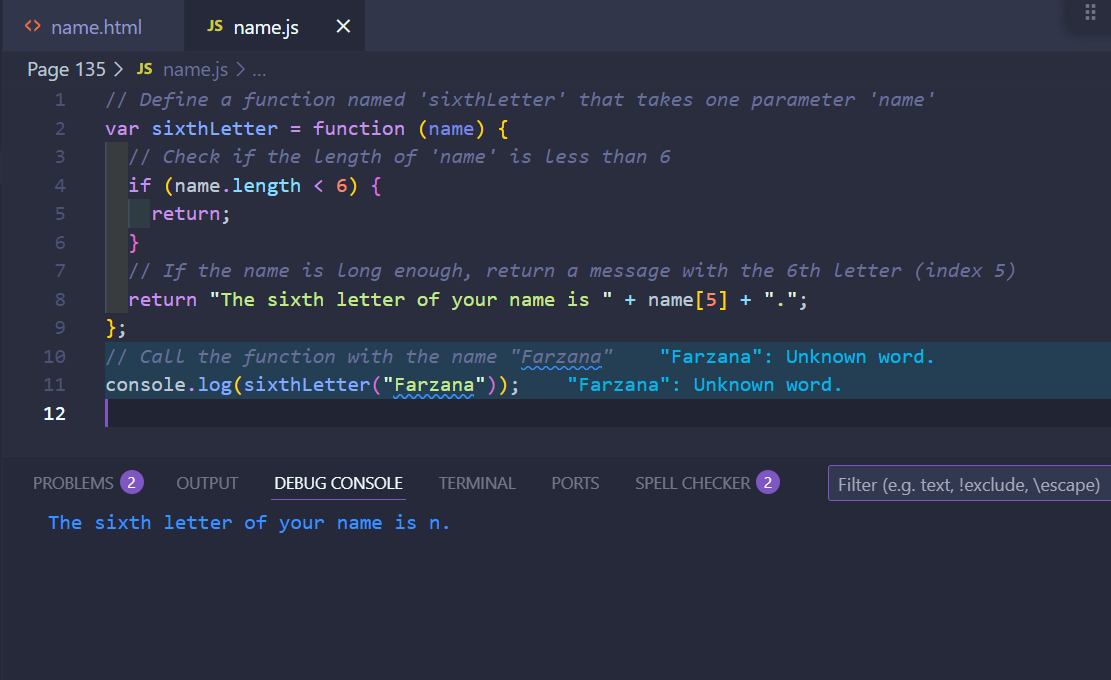 <> name.html JS name.js ×
Page 135 > JS name.js > ...
1 // Define a function named 'sixthLetter' that takes one parameter 'name'
2 var sixthLetter = function (name) {
3 // Check if the length of 'name' is less than 6
4 if (name.length < 6) {
5 return;
6 }
7 // If the name is long enough, return a message with the 6th letter (index 5)
8 return "The sixth letter of your name is " + name[5] + ".";
9 };
10 // Call the function with the name "Farzana" "Farzana": Unknown word.
11 console.log(sixthLetter("Farzana")); "Farzana": Unknown word.
12
PROBLEMS 2 OUTPUT DEBUG CONSOLE TERMINAL PORTS SPELL CHECKER 2 Filter (e.g. text, !exclude, \escape)
The sixth letter of your name is n.